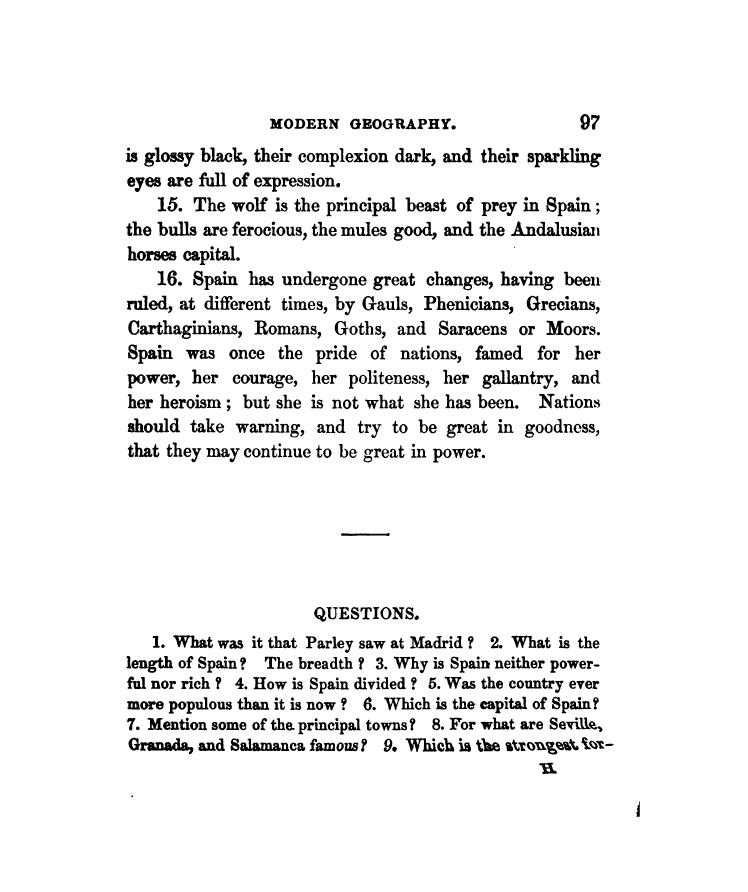 MODERN GEOGRAPHY. 97
is glossy black, their complexion dark, and their sparkling
eyes are full of expression.
15. The wolf is the principal beast of prey in Spain;
the bulls are ferocious, the mules good, and the Andalusian
horses capital.
16. Spain has undergone great changes, having been
ruled, at different times, by Gauls, Phenicians, Grecians,
Carthaginians, Romans, Goths, and Saracens or Moors.
Spain was once the pride of nations, famed for her
power, her courage, her politeness, her gallantry, and
her heroism; but she is not what she has been. Nations
should take warning, and try to be great in goodness,
that they may continue to be great in power.
QUESTIONS.
1. What was it that Parley saw at Madrid? 2. What is the
length of Spain? The breadth? 3. Why is Spain neither power-
ful nor rich? 4. How is Spain divided? 5. Was the country ever
more populous than it is now? 6. Which is the capital of Spain?
7. Mention some of the principal towns? 8. For what are Seville,
Granada, and Salamanca famous? 9. Which is the strongest for-
H